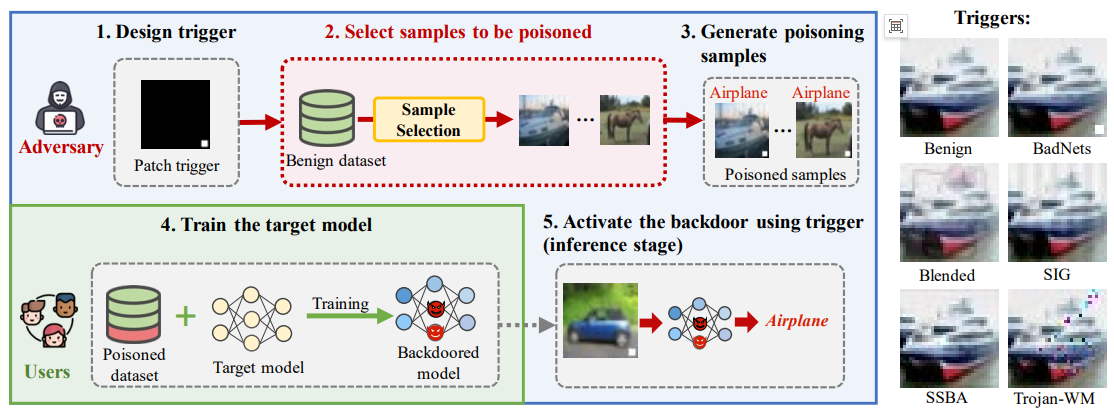 1. Design trigger
2. Select samples to be poisoned
3. Generate poisoning
samples
Adversary
Patch trigger
Benign dataset
Sample
Selection
...
Airplane
Airplane
...
Poisoned samples
4. Train the target model
Users
Poisoned
dataset
+
Target model
Training
Backdoored
model
5. Activate the backdoor using trigger
(inference stage)
Airplane
Triggers:
Benign
BadNets
Blended
SIG
SSBA
Trojan-WM